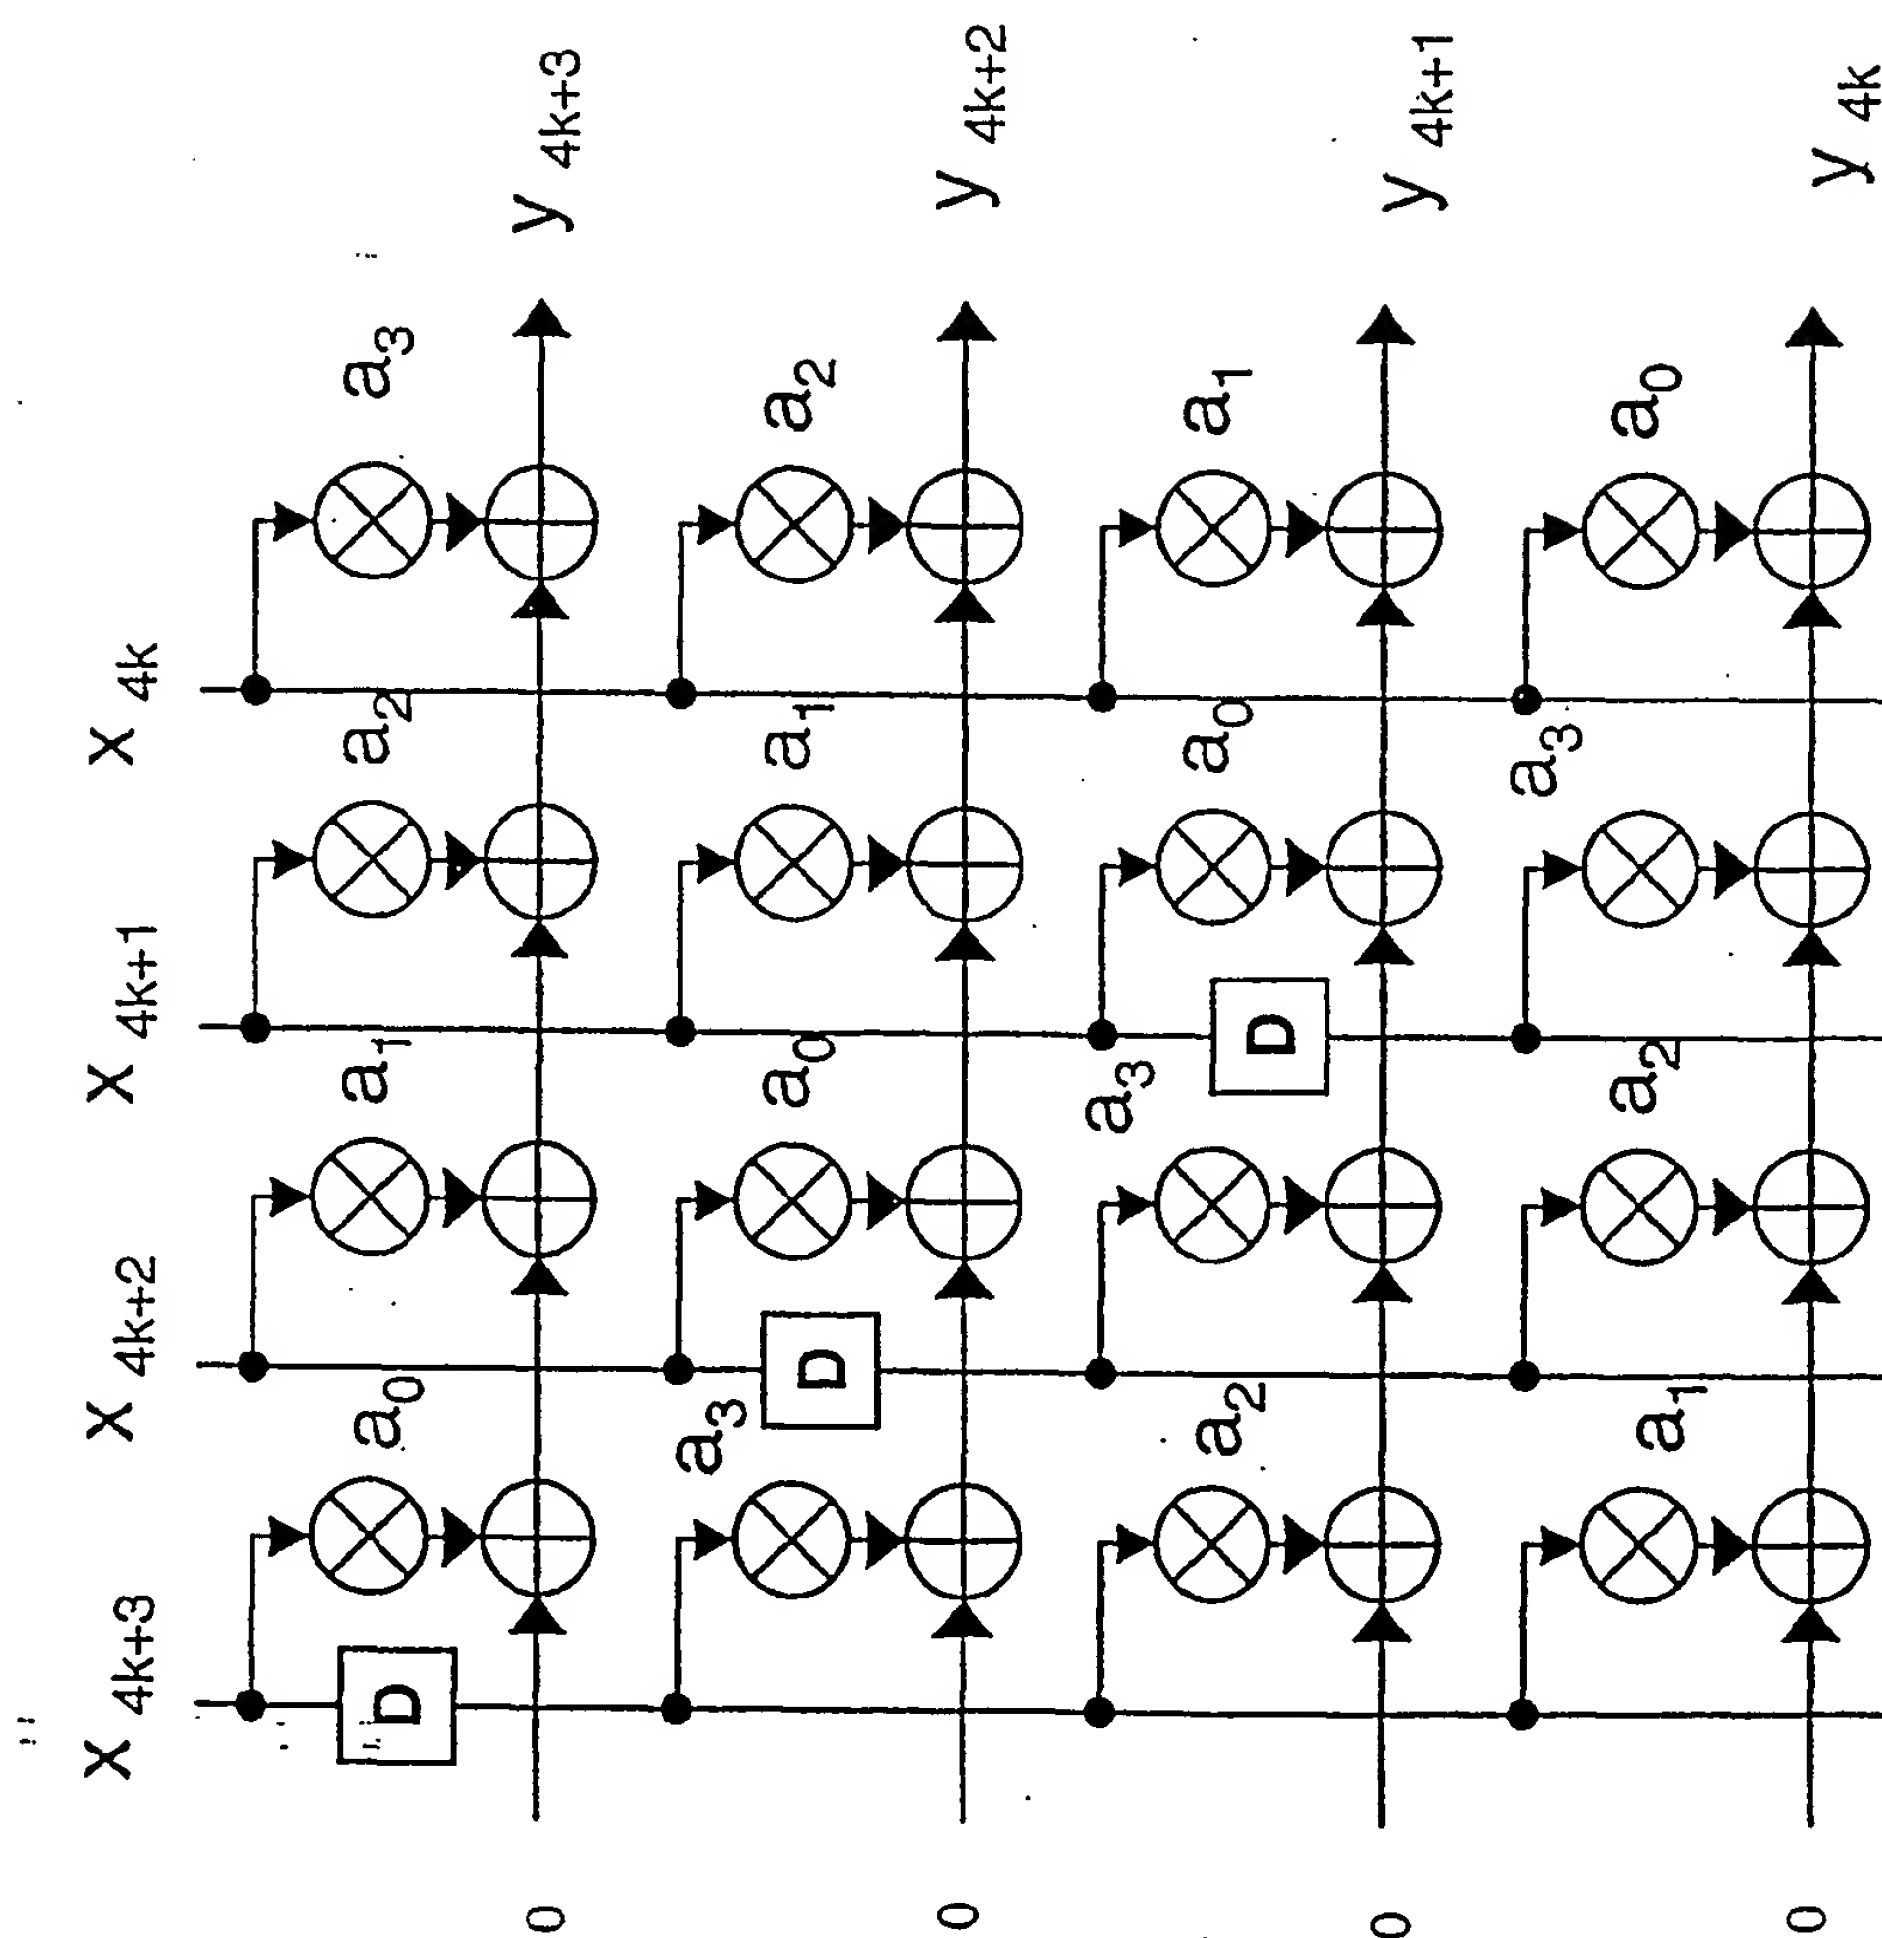 X 4k+3 X 4k+2 X 4k+1 X 4k
a0 a1 a2 a3
D
0 y 4k+3
a3 a0 a1 a2
D
0 y 4k+2
a2 a3 a0 a1
D
0 y 4k+1
a1 a2 a3 a0
0 y 4k